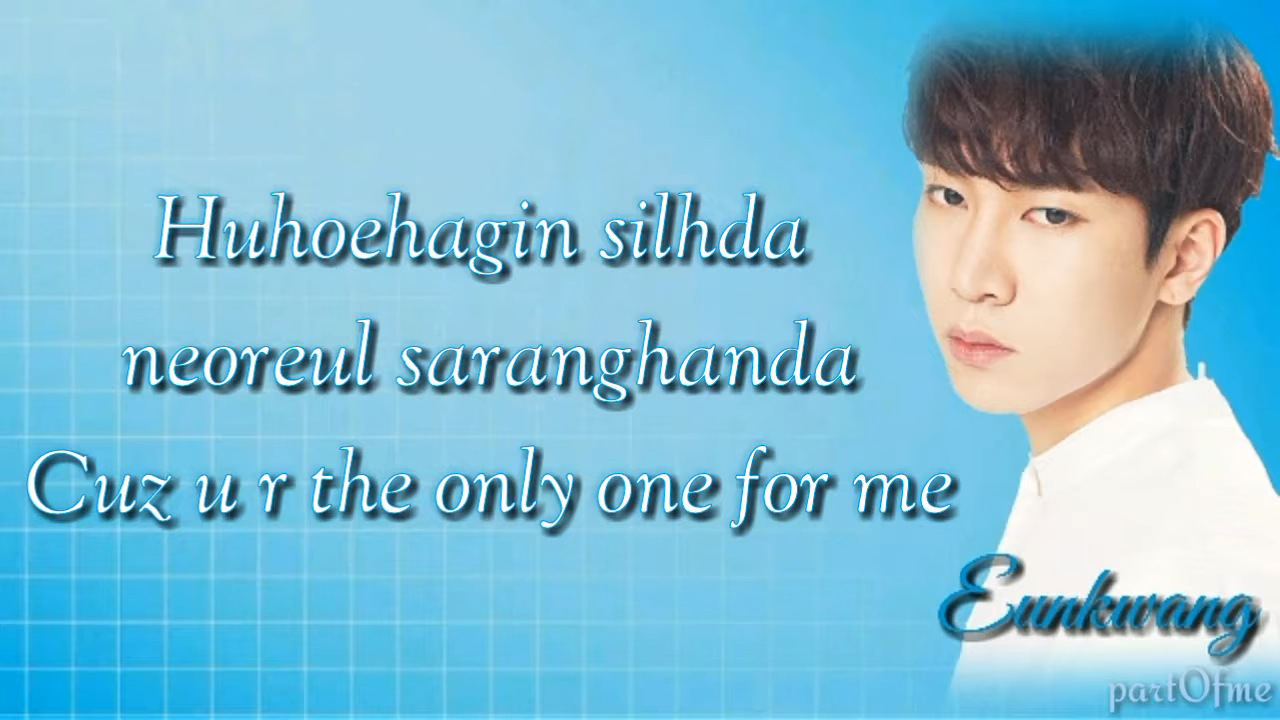 Huhoehagin silhda
neoreul saranghanda
Cuz u r the only one for me
Eunkwang
partOfme